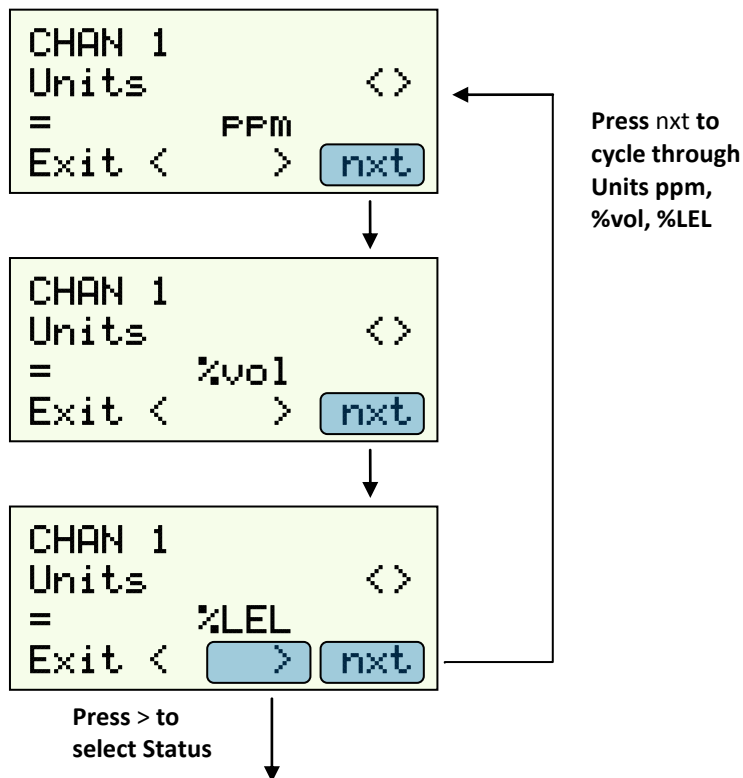 CHAN 1
Units <>
= ppm
Exit < > nxt
Press nxt to
cycle through
Units ppm,
%vol, %LEL
CHAN 1
Units <>
= %vol
Exit < > nxt
CHAN 1
Units <>
= %LEL
Exit < > nxt
Press > to
select Status